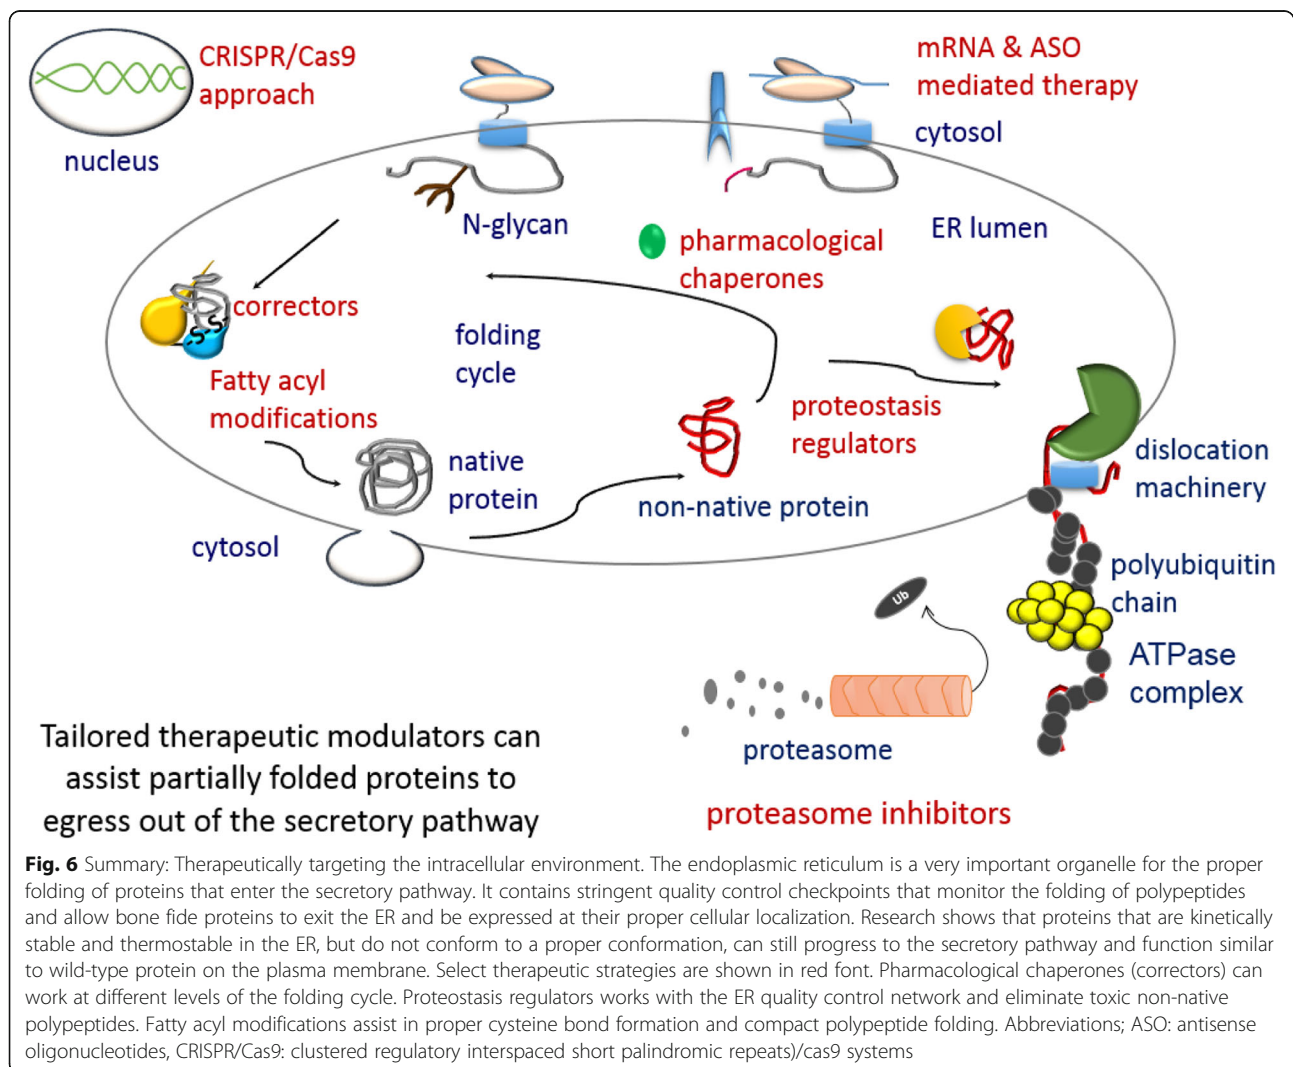 CRISPR/Cas9
approach
nucleus
mRNA & ASO
mediated therapy
cytosol
N-glycan
ER lumen
pharmacological
chaperones
correctors
folding
cycle
S-S
Fatty acyl
modifications
proteostasis
regulators
native
protein
non-native protein
dislocation
machinery
cytosol
polyubiquitin
chain
Ub
ATPase
complex
proteasome
proteasome inhibitors
Tailored therapeutic modulators can
assist partially folded proteins to
egress out of the secretory pathway
Fig. 6 Summary: Therapeutically targeting the intracellular environment. The endoplasmic reticulum is a very important organelle for the proper
folding of proteins that enter the secretory pathway. It contains stringent quality control checkpoints that monitor the folding of polypeptides
and allow bone fide proteins to exit the ER and be expressed at their proper cellular localization. Research shows that proteins that are kinetically
stable and thermostable in the ER, but do not conform to a proper conformation, can still progress to the secretory pathway and function similar
to wild-type protein on the plasma membrane. Select therapeutic strategies are shown in red font. Pharmacological chaperones (correctors) can
work at different levels of the folding cycle. Proteostasis regulators works with the ER quality control network and eliminate toxic non-native
polypeptides. Fatty acyl modifications assist in proper cysteine bond formation and compact polypeptide folding. Abbreviations; ASO: antisense
oligonucleotides, CRISPR/Cas9: clustered regulatory interspaced short palindromic repeats)/cas9 systems